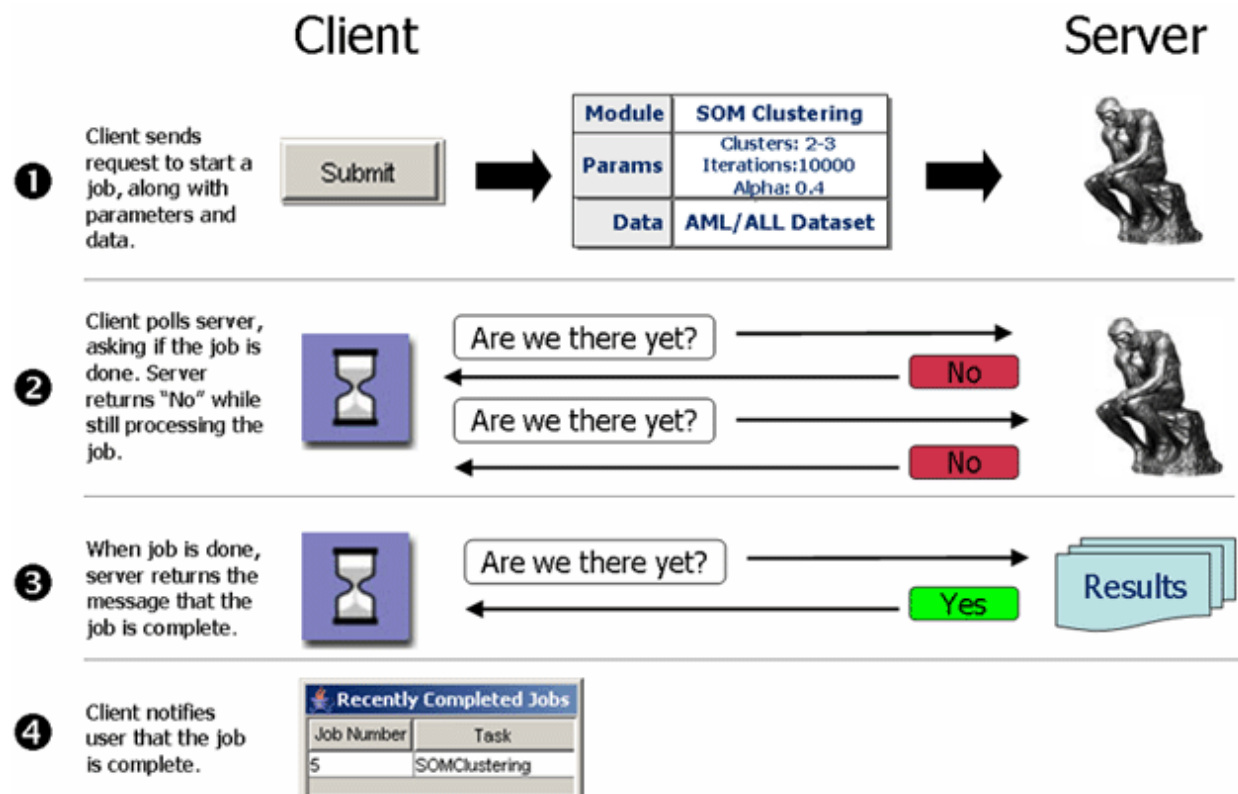 Client
Server
❶
Client sends
request to start a
job, along with
parameters and
data.
Submit
Module SOM Clustering
Params Clusters: 2-3
Iterations:10000
Alpha: 0.4
Data AML/ALL Dataset
❷
Client polls server,
asking if the job is
done. Server
returns "No" while
still processing the
job.
Are we there yet?
No
Are we there yet?
No
❸
When job is done,
server returns the
message that the
job is complete.
Are we there yet?
Yes
Results
❹
Client notifies
user that the job
is complete.
Recently Completed Jobs
Job Number Task
5 SOMClustering